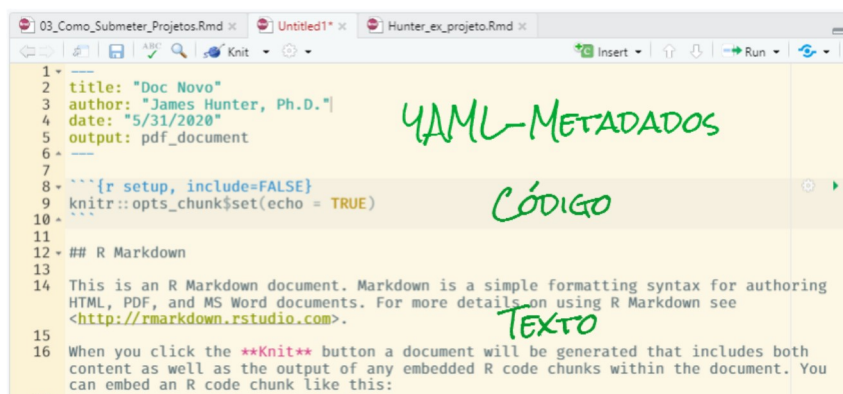 03_Como_Submeter_Projetos.Rmd × Untitled1* × Hunter_ex_projeto.Rmd ×
ABC Knit Insert Run
1 ---
2 title: "Doc Novo"
3 author: "James Hunter, Ph.D."
4 date: "5/31/2020"
YAML-METADADOS
5 output: pdf_document
6 ---
7
8 ```{r setup, include=FALSE}
9 knitr::opts_chunk$set(echo = TRUE)
CÓDIGO
10 ```
11
12 ## R Markdown
13
14 This is an R Markdown document. Markdown is a simple formatting syntax for authoring
HTML, PDF, and MS Word documents. For more details on using R Markdown see
<http://rmarkdown.rstudio.com>.
TEXTO
15
16 When you click the **Knit** button a document will be generated that includes both
content as well as the output of any embedded R code chunks within the document. You
can embed an R code chunk like this: